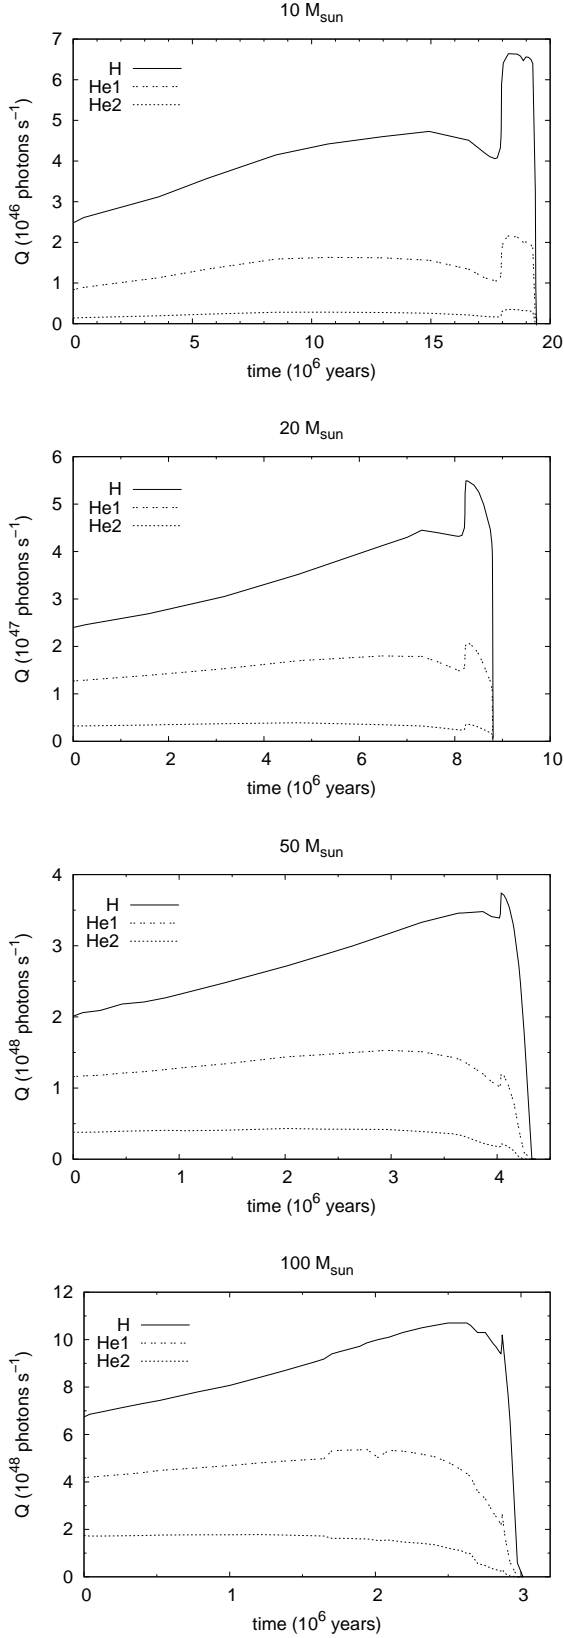 10 M_sun
7
6
5
4
3
2
1
0
Q (10^46 photons s^−1)
H
He1
He2
0 5 10 15 20
time (10^6 years)
20 M_sun
6
5
4
3
2
1
0
Q (10^47 photons s^−1)
H
He1
He2
0 2 4 6 8 10
time (10^6 years)
50 M_sun
4
3
2
1
0
Q (10^48 photons s^−1)
H
He1
He2
0 1 2 3 4
time (10^6 years)
100 M_sun
12
10
8
6
4
2
0
Q (10^48 photons s^−1)
H
He1
He2
0 1 2 3
time (10^6 years)